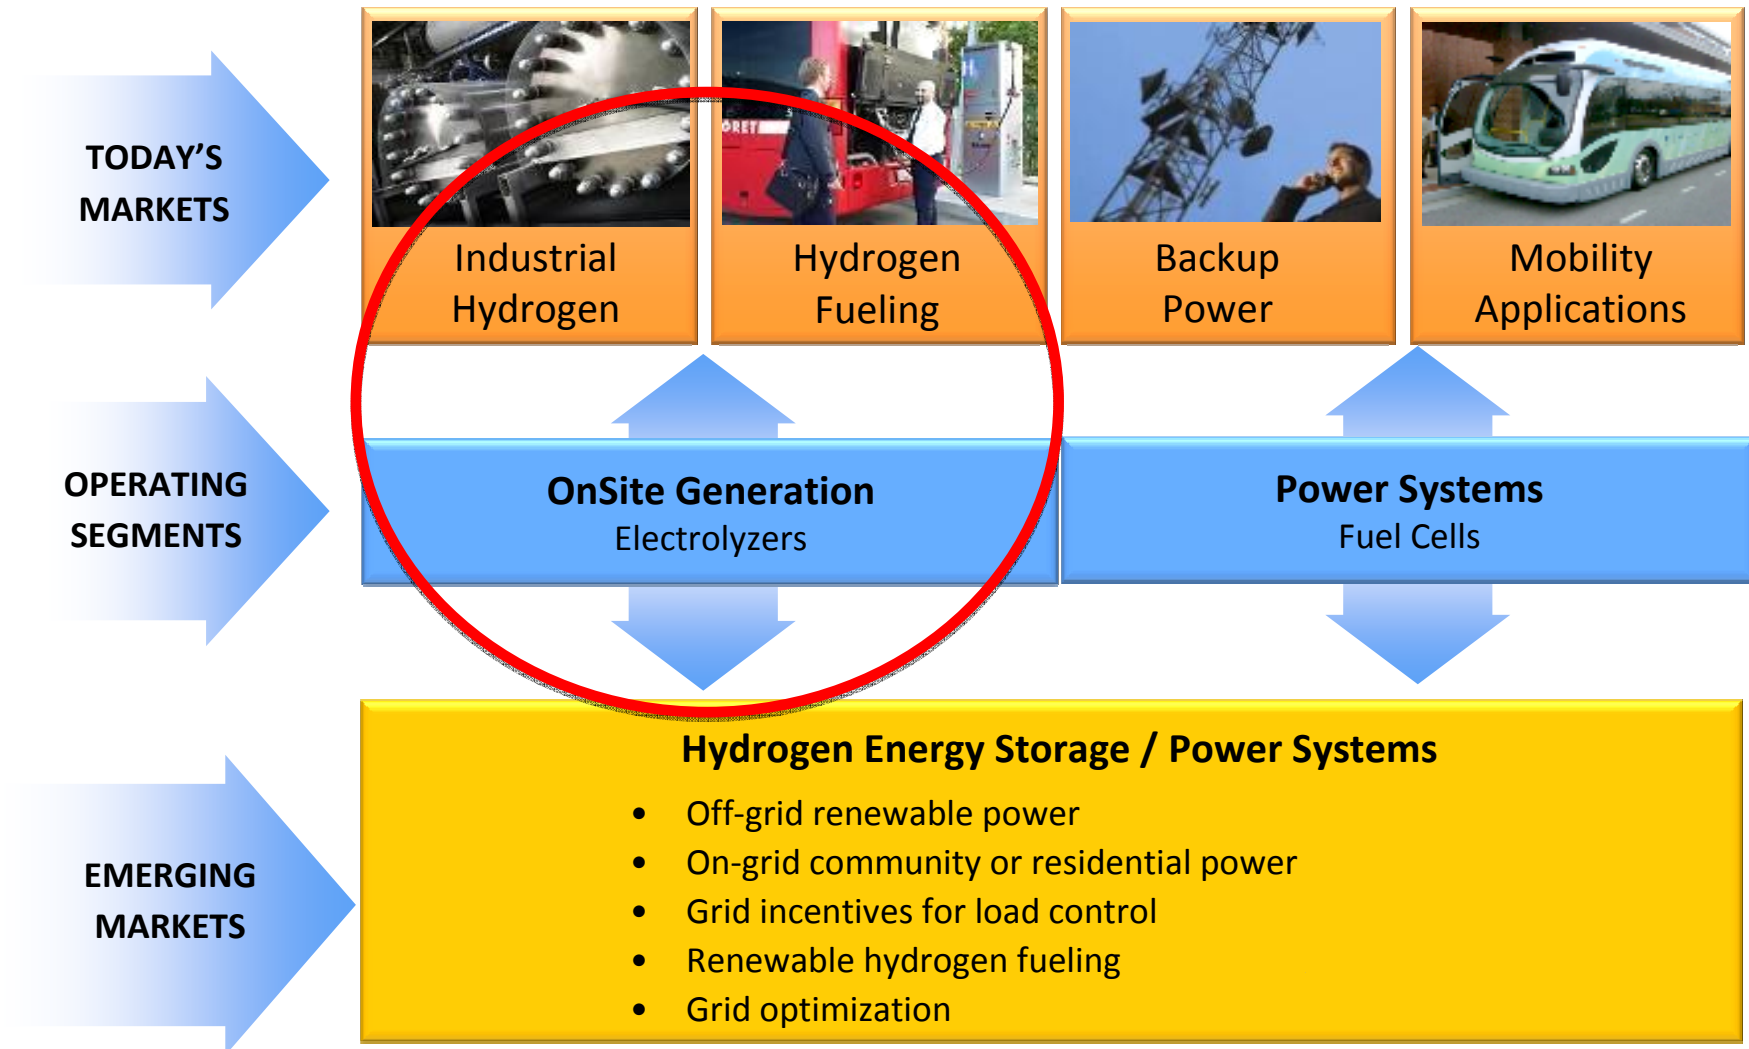 TODAY’S
MARKETS
Industrial
Hydrogen
Hydrogen
Fueling
Backup
Power
Mobility
Applications
OPERATING
SEGMENTS
OnSite Generation
Electrolyzers
Power Systems
Fuel Cells
EMERGING
MARKETS
Hydrogen Energy Storage / Power Systems
• Off-grid renewable power
• On-grid community or residential power
• Grid incentives for load control
• Renewable hydrogen fueling
• Grid optimization